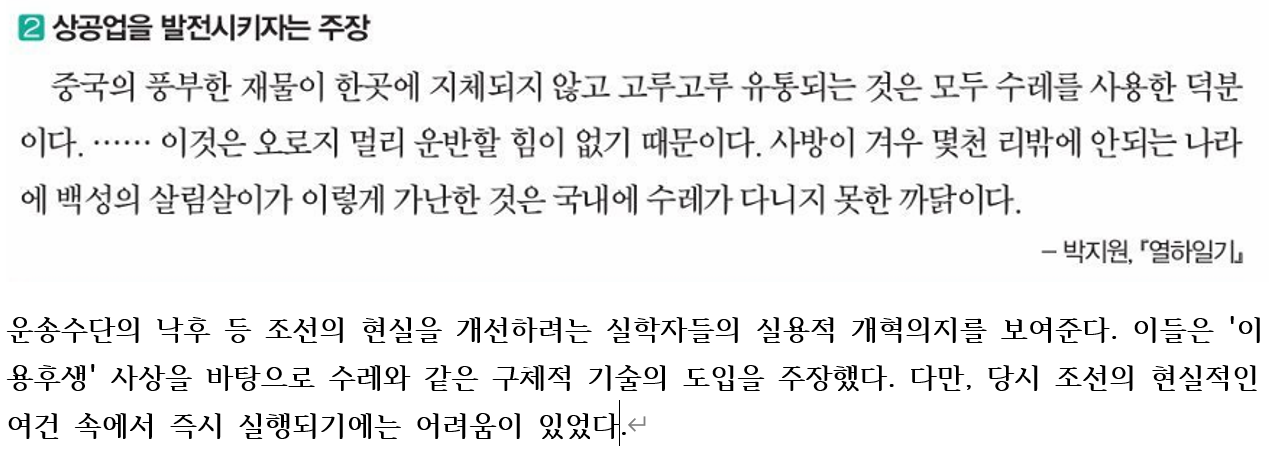 2 상공업을 발전시키자는 주장
중국의 풍부한 재물이 한곳에 지체되지 않고 고루고루 유통되는 것은 모두 수레를 사용한 덕분
이다. …… 이것은 오로지 멀리 운반할 힘이 없기 때문이다. 사방이 겨우 몇천 리밖에 안되는 나라
에 백성의 살림살이가 이렇게 가난한 것은 국내에 수레가 다니지 못한 까닭이다.
– 박지원, 『열하일기』
운송수단의 낙후 등 조선의 현실을 개선하려는 실학자들의 실용적 개혁의지를 보여준다. 이들은 '이
용후생' 사상을 바탕으로 수레와 같은 구체적 기술의 도입을 주장했다. 다만, 당시 조선의 현실적인
여건 속에서 즉시 실행되기에는 어려움이 있었다.